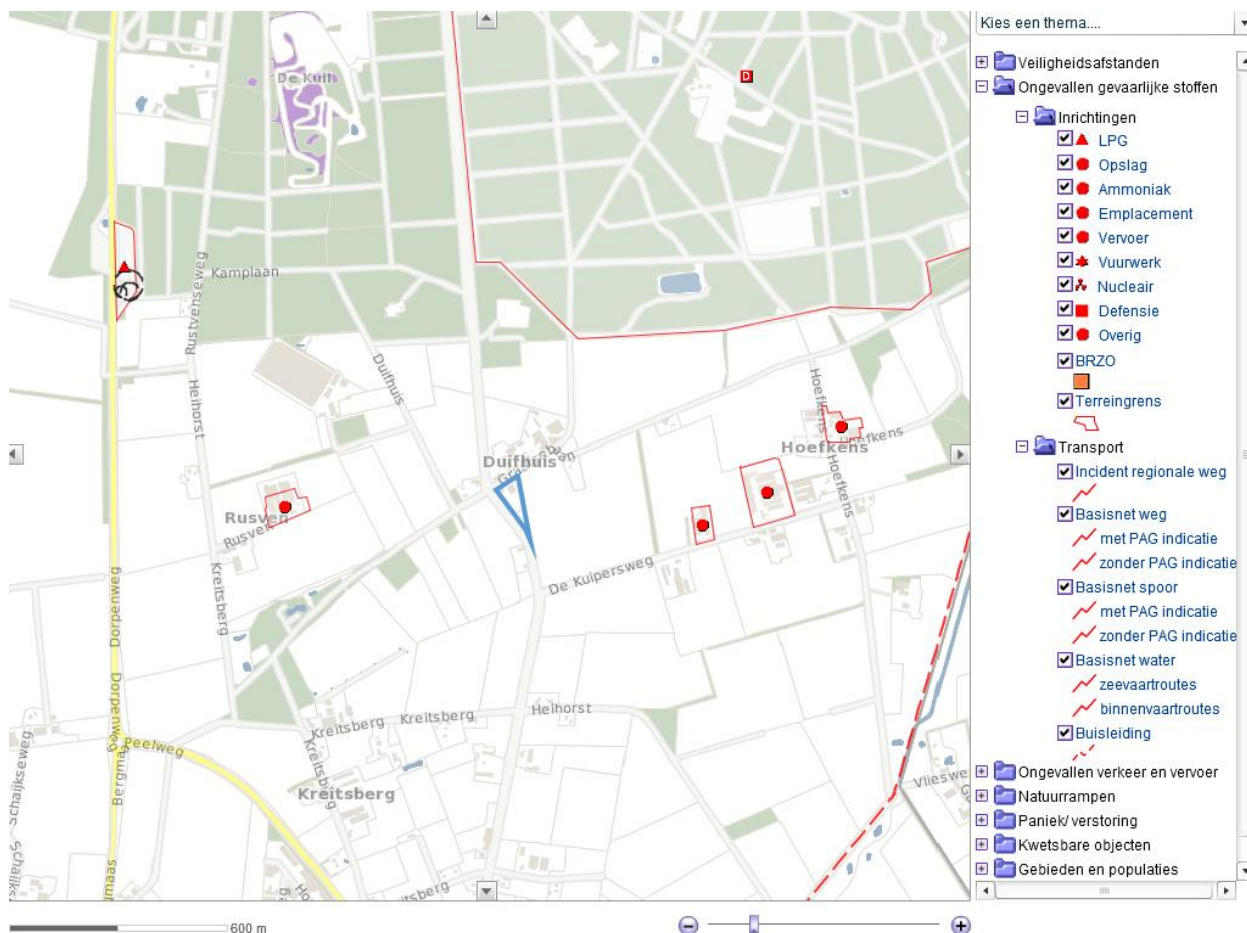 De Kuil
D
Kamplaan
Rustvenseweg
Heihorst
Duifhuis
Duifhuis
Hoefkens
Hoefkens
Hoefkens
Hoefkens
Rusven
Rusven
Kreitsberg
De Kuipersweg
Dorpenweg
Dorpenweg
Peelweg
Kreitsberg
Kreitsberg
Heihorst
Kreitsberg
Kreitsberg
Kreitsberg
Schaijkseweg
600 m
Kies een thema....
Veiligheidsafstanden
Ongevallen gevaarlijke stoffen
Inrichtingen
LPG
Opslag
Ammoniak
Emplacement
Vervoer
Vuurwerk
Nucleair
Defensie
Overig
BRZO
Terreingrens
Transport
Incident regionale weg
Basisnet weg
met PAG indicatie
zonder PAG indicatie
Basisnet spoor
met PAG indicatie
zonder PAG indicatie
Basisnet water
zeevaartroutes
binnenvaartroutes
Buisleiding
Ongevallen verkeer en vervoer
Natuurrampen
Paniek/ verstoring
Kwetsbare objecten
Gebieden en populaties